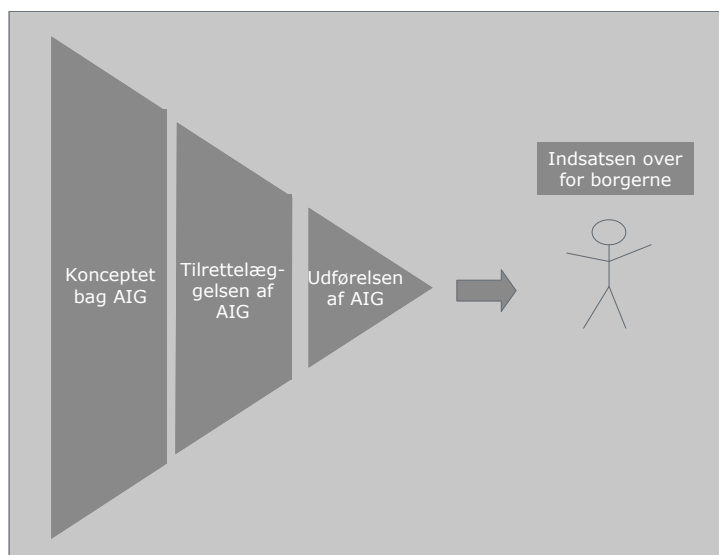 Konceptet
bag AIG
Tilrettelæg-
gelsen af
AIG
Udførelsen
af AIG
Indsatsen over
for borgerne